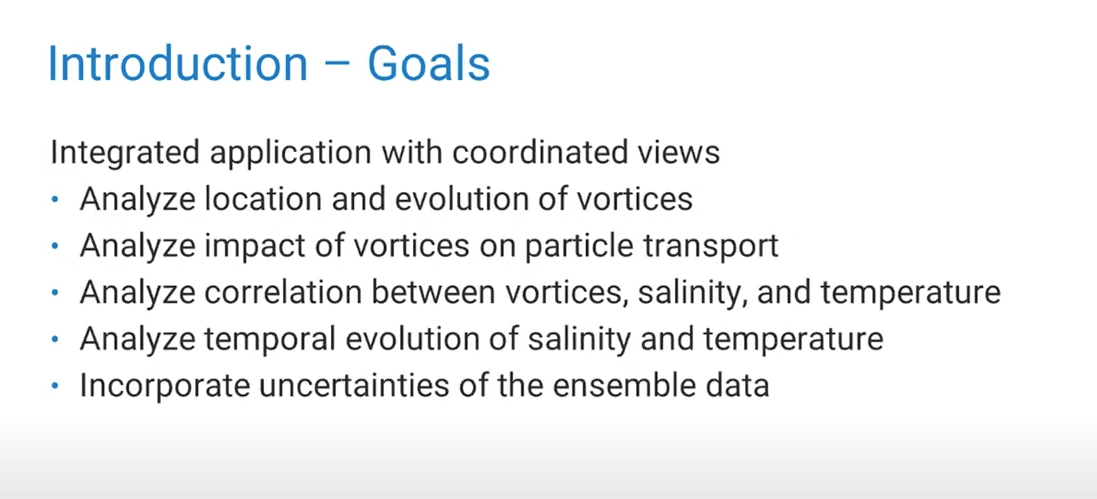 Introduction – Goals
Integrated application with coordinated views
• Analyze location and evolution of vortices
• Analyze impact of vortices on particle transport
• Analyze correlation between vortices, salinity, and temperature
• Analyze temporal evolution of salinity and temperature
• Incorporate uncertainties of the ensemble data